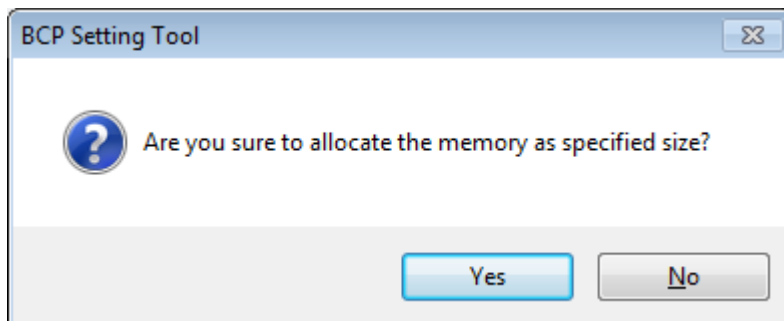 BCP Setting Tool
Are you sure to allocate the memory as specified size?
Yes
No